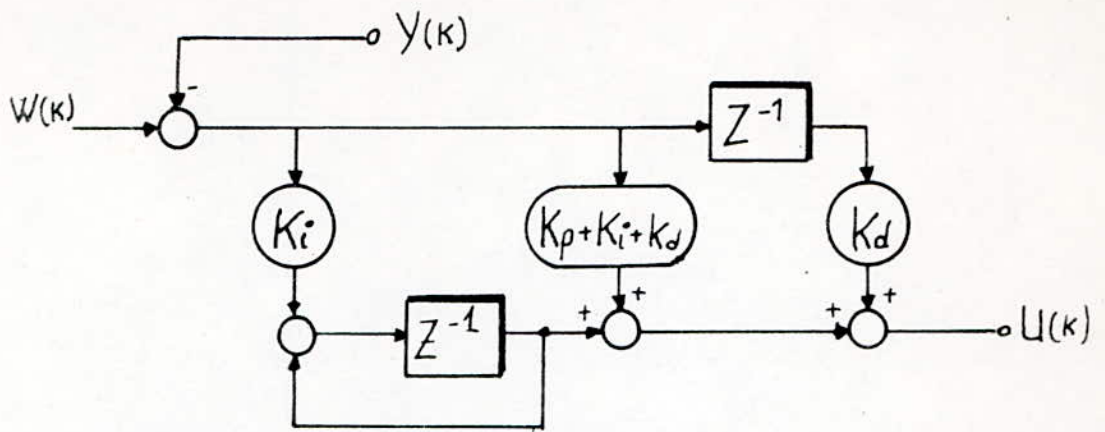 Y(K)
-
W(K)
Z⁻¹
Ki
Kp+Ki+Kd
Kd
+
+
Z⁻¹
+
+
U(K)